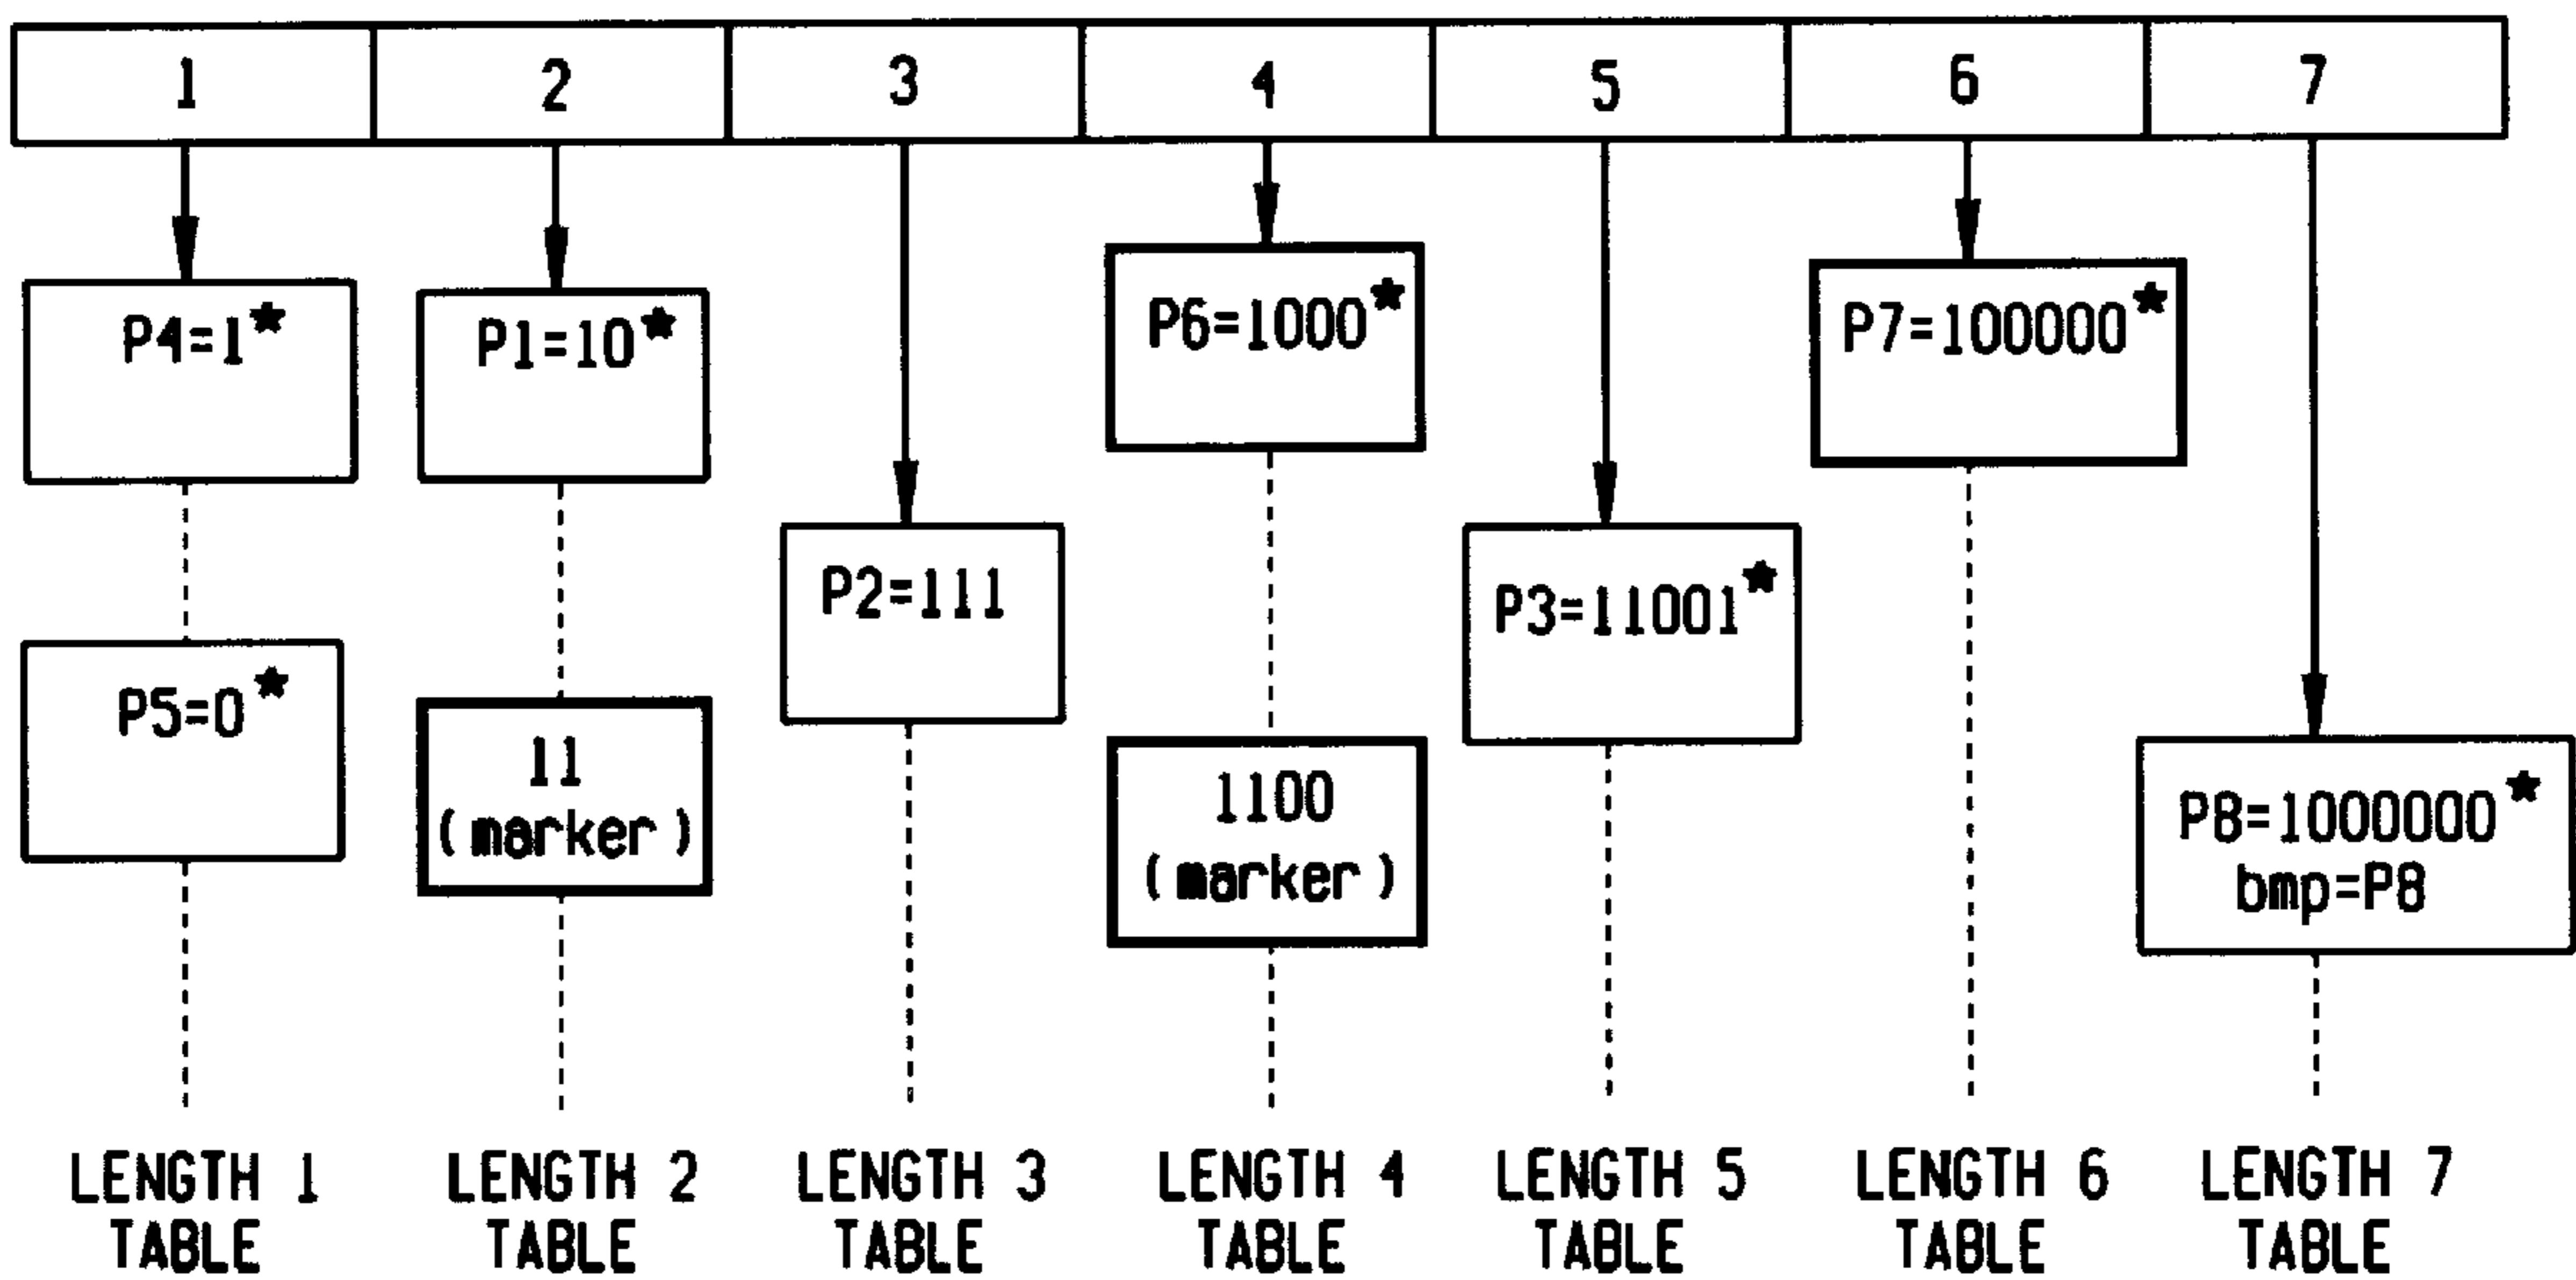 1 2 3 4 5 6 7
P4=1*
P1=10*
P6=1000*
P7=100000*
P2=111
P3=11001*
P5=0*
11
(marker)
1100
(marker)
P8=1000000*
bmp=P8
LENGTH 1
TABLE
LENGTH 2
TABLE
LENGTH 3
TABLE
LENGTH 4
TABLE
LENGTH 5
TABLE
LENGTH 6
TABLE
LENGTH 7
TABLE